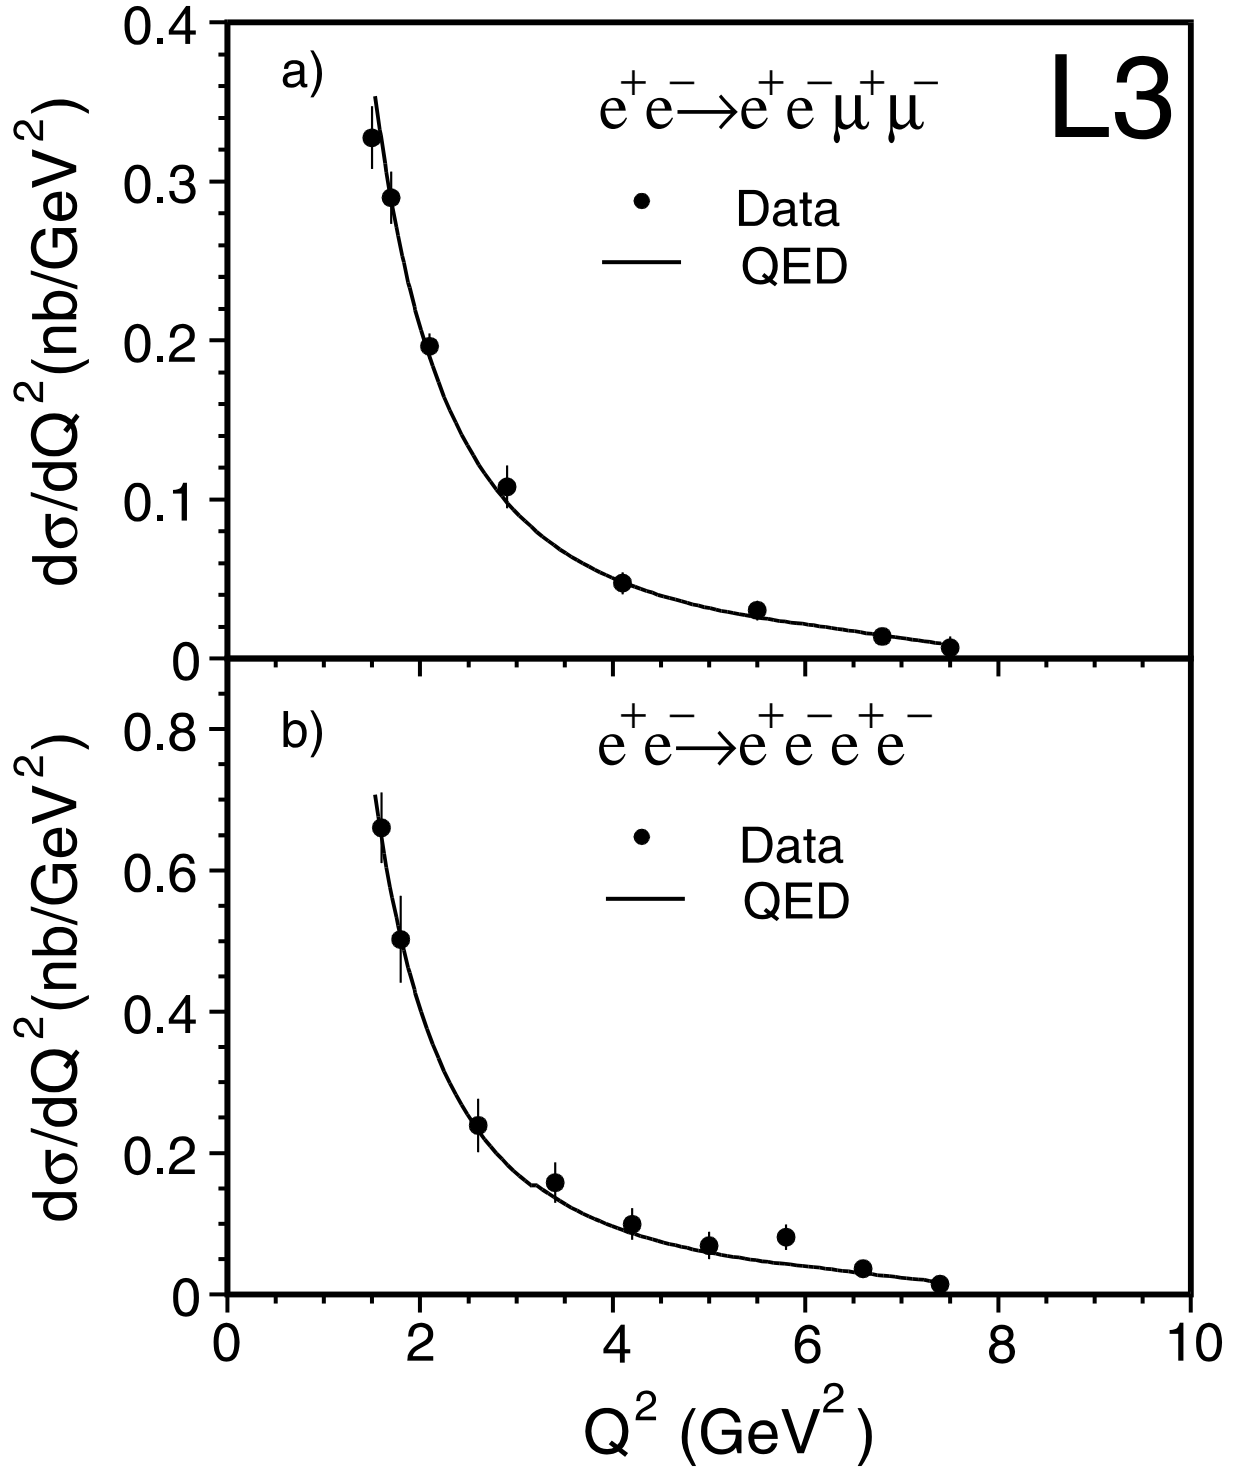 a)
e⁺e⁻→e⁺e⁻μ⁺μ⁻
L3
Data
QED
0.4
0.3
0.2
0.1
0
dσ/dQ² (nb/GeV²)
b)
e⁺e⁻→e⁺e⁻e⁺e⁻
Data
QED
0.8
0.6
0.4
0.2
0
dσ/dQ² (nb/GeV²)
0 2 4 6 8 10
Q² (GeV²)